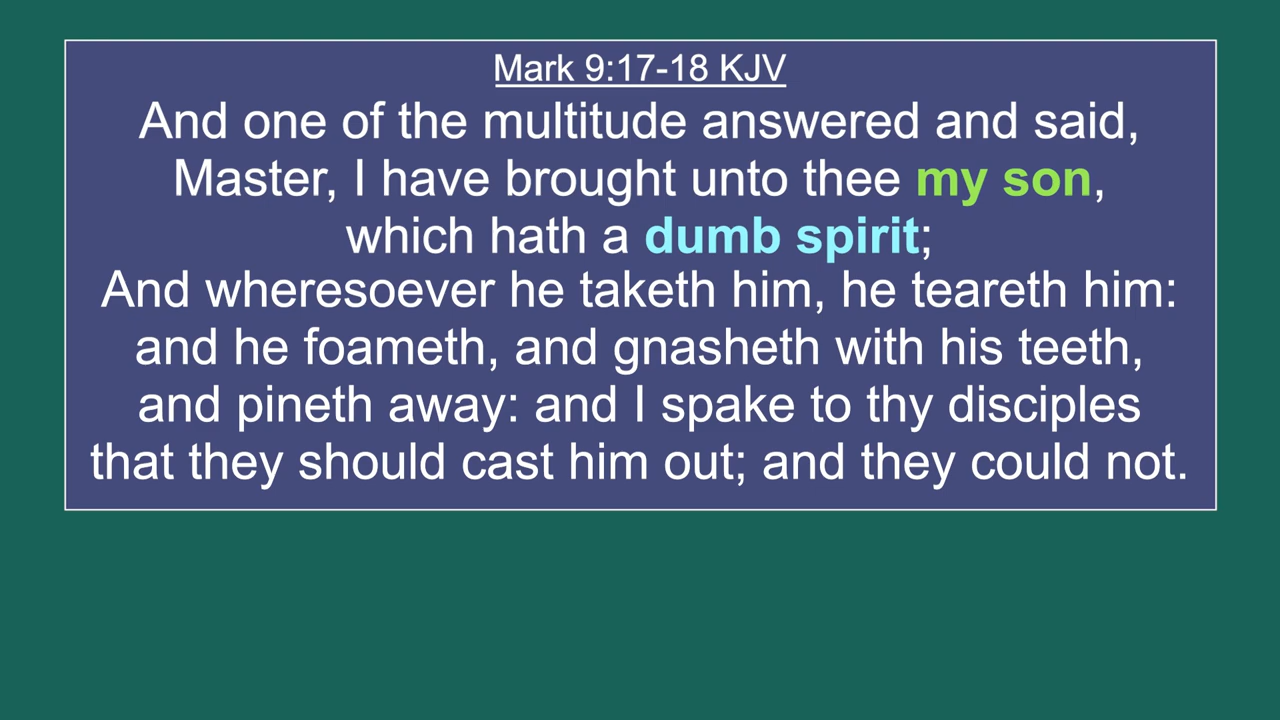 Mark 9:17-18 KJV
And one of the multitude answered and said,
Master, I have brought unto thee my son,
which hath a dumb spirit;
And wheresoever he taketh him, he teareth him:
and he foameth, and gnasheth with his teeth,
and pineth away: and I spake to thy disciples
that they should cast him out; and they could not.